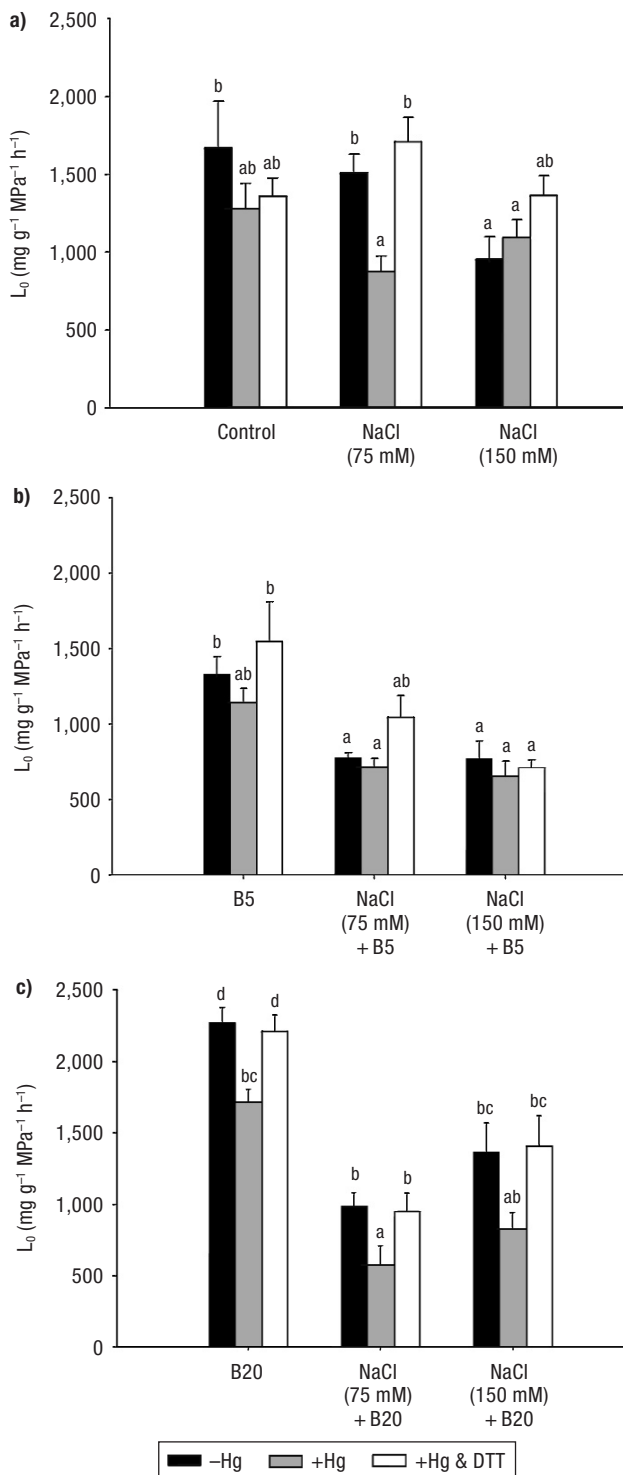 a)
2,500
2,000
1,500
1,000
500
0
L₀ (mg g⁻¹ MPa⁻¹ h⁻¹)
b ab ab
b a b
a a ab
Control
NaCl
(75 mM)
NaCl
(150 mM)
b)
2,500
2,000
1,500
1,000
500
0
L₀ (mg g⁻¹ MPa⁻¹ h⁻¹)
b ab b
a a ab
a a a
B5
NaCl
(75 mM)
+ B5
NaCl
(150 mM)
+ B5
c)
2,500
2,000
1,500
1,000
500
0
L₀ (mg g⁻¹ MPa⁻¹ h⁻¹)
d bc d
b a b
bc ab bc
B20
NaCl
(75 mM)
+ B20
NaCl
(150 mM)
+ B20
–Hg +Hg +Hg & DTT